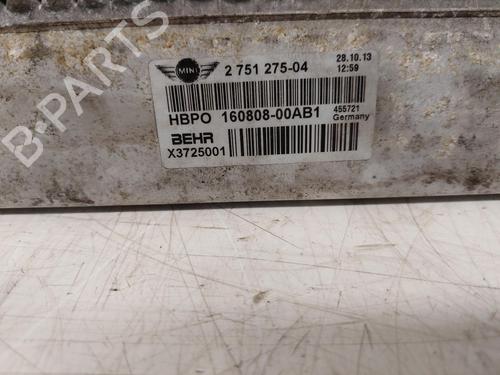 MINI
2 751 275-04
28.10.13
12:59
HBPO 160808-00AB1
455721
Germany
BEHR
X3725001
B-PARTS